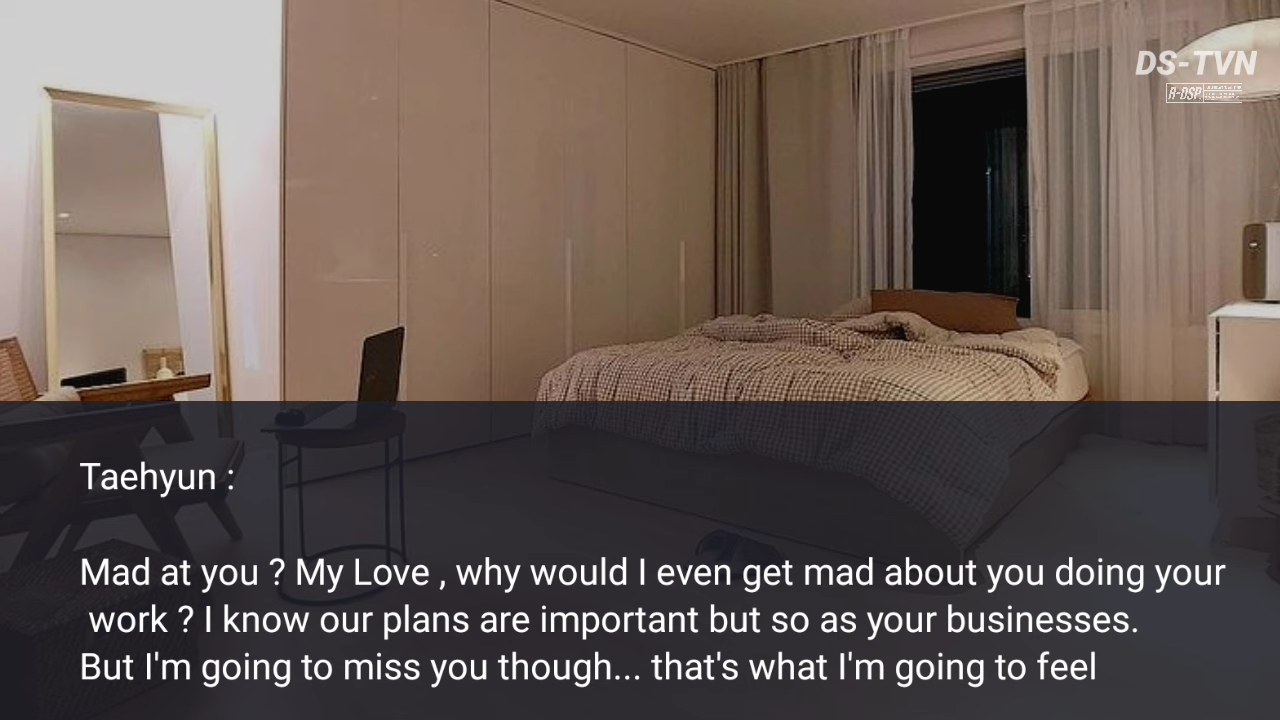 DS-TVN
A-DSP
Taehyun :
Mad at you ? My Love , why would I even get mad about you doing your
work ? I know our plans are important but so as your businesses.
But I'm going to miss you though... that's what I'm going to feel